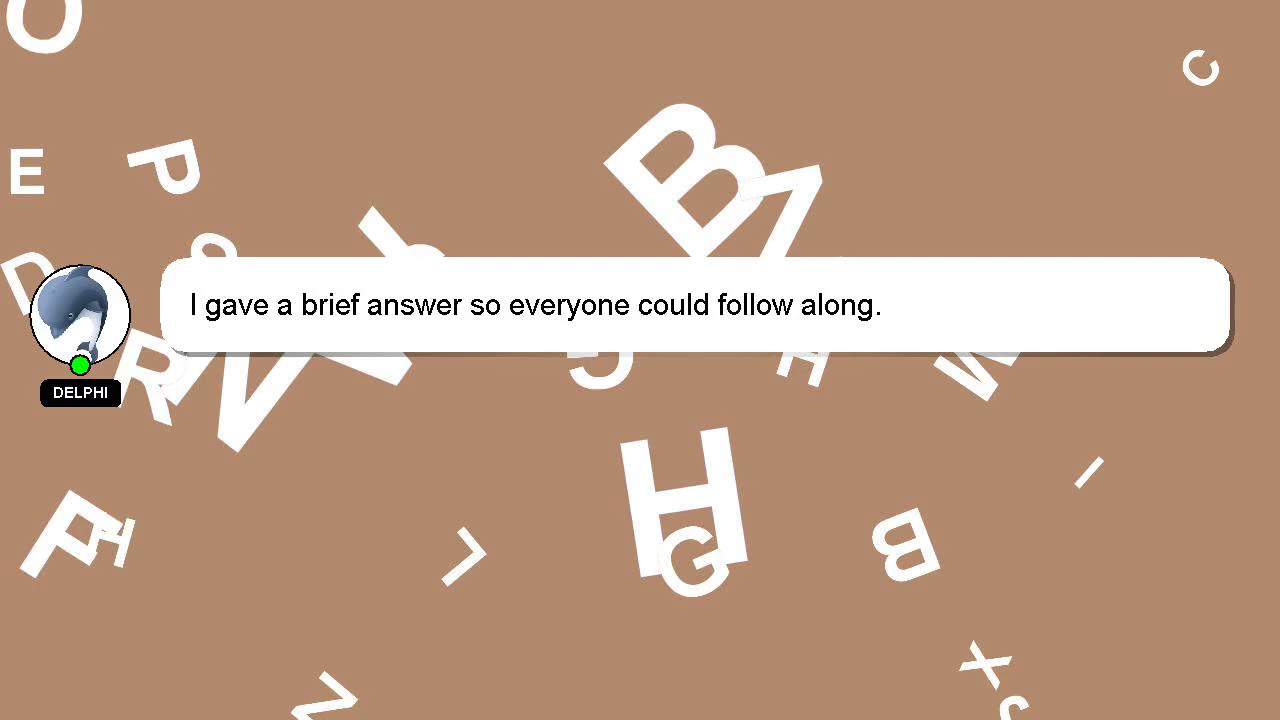 O
C
E
P
B
Z
S
D
I gave a brief answer so everyone could follow along.
DELPHI
R
N
G
H
M
H
G
I
B
F
H
L
X
Z
J